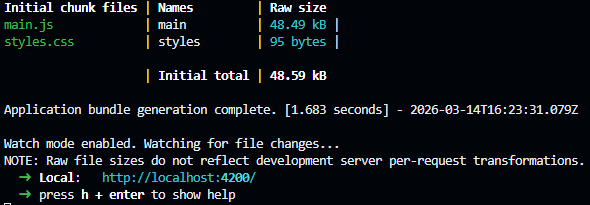 Initial chunk files | Names | Raw size
main.js | main | 48.49 kB |
styles.css | styles | 95 bytes |
| Initial total | 48.59 kB
Application bundle generation complete. [1.683 seconds] - 2026-03-14T16:23:31.079Z
Watch mode enabled. Watching for file changes...
NOTE: Raw file sizes do not reflect development server per-request transformations.
➜ Local: http://localhost:4200/
➜ press h + enter to show help